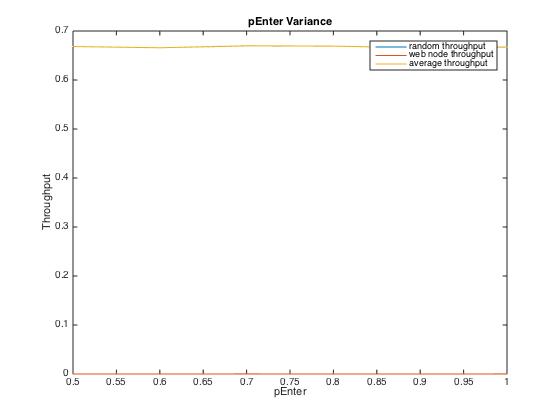 pEnter Variance
0.7
random throughput
web node throughput
average throughput
0.6
0.5
0.4
Throughput
0.3
0.2
0.1
0
0.5 0.55 0.6 0.65 0.7 0.75 0.8 0.85 0.9 0.95 1
pEnter